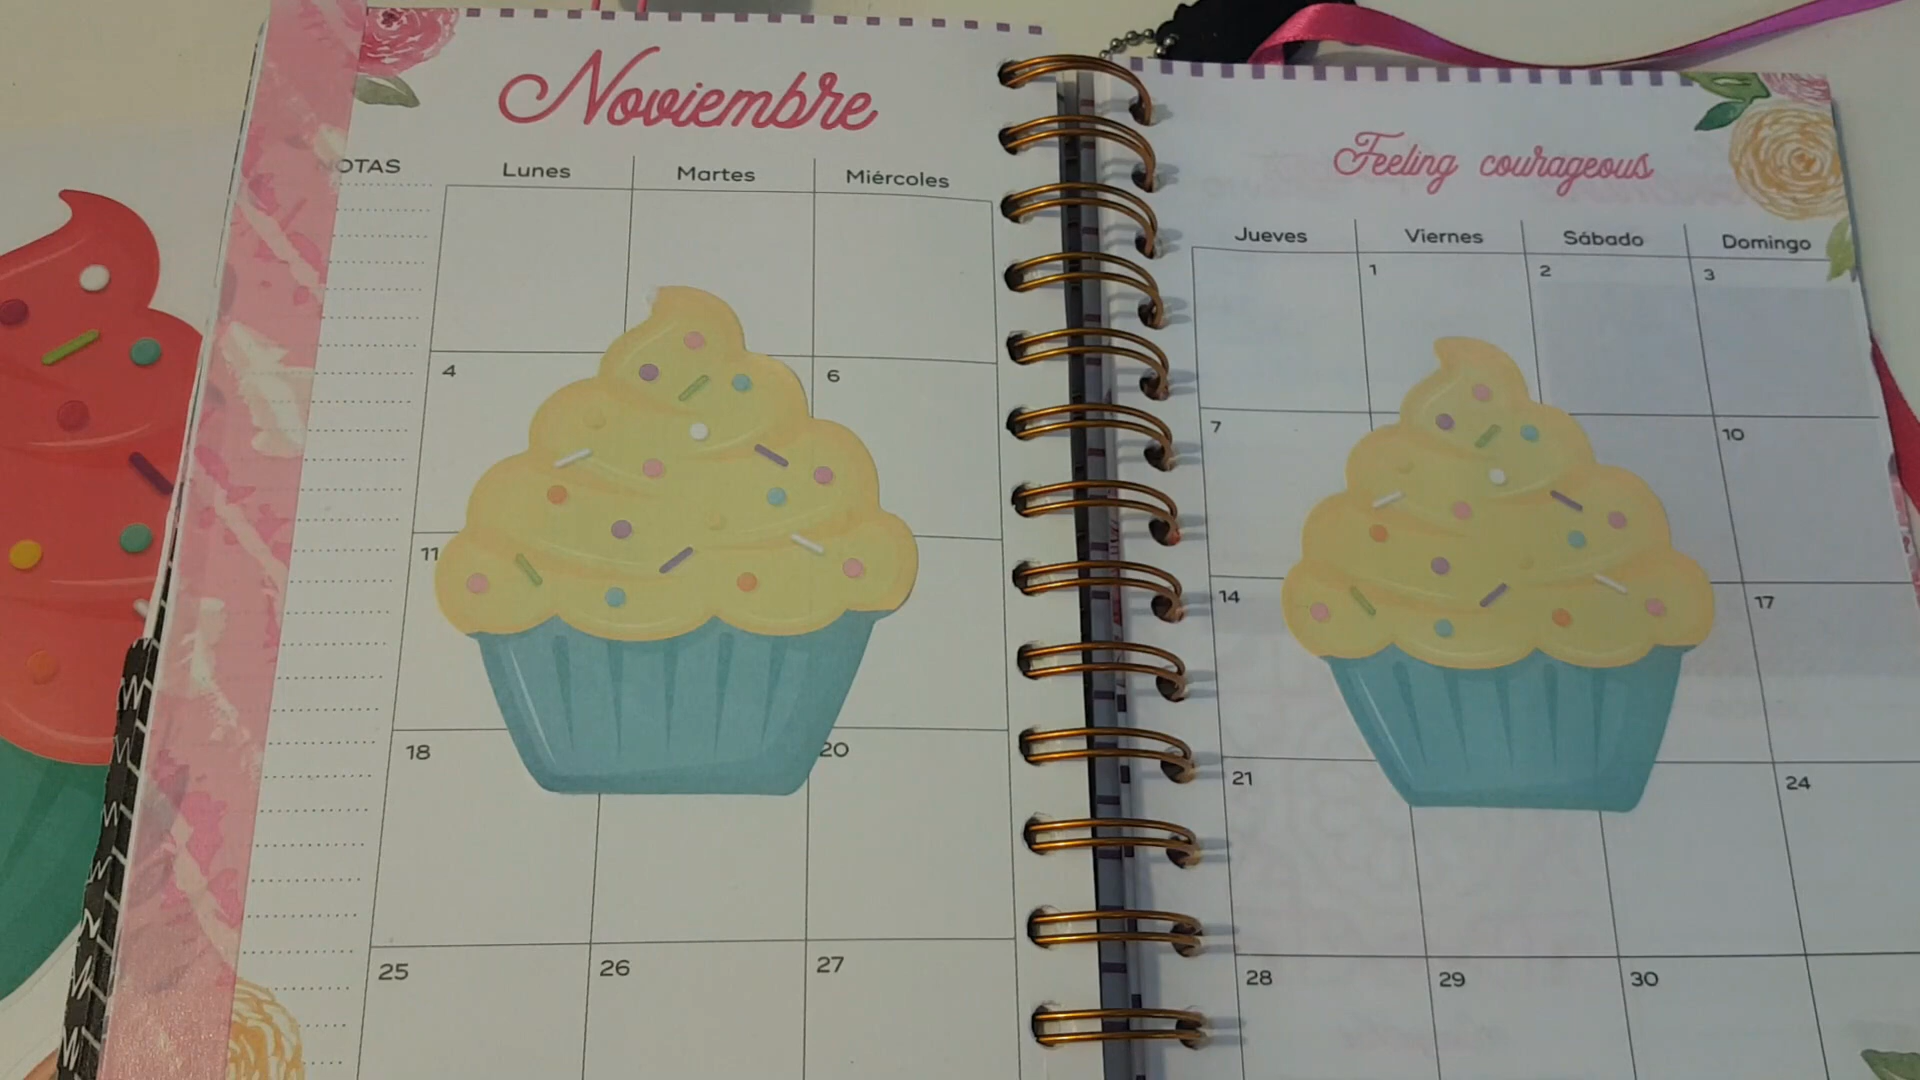 Noviembre
NOTAS
Lunes Martes Miércoles
4 6
11
18 20
25 26 27
Feeling courageous
Jueves Viernes Sábado Domingo
1 2 3
7 10
14 17
21 24
28 29 30